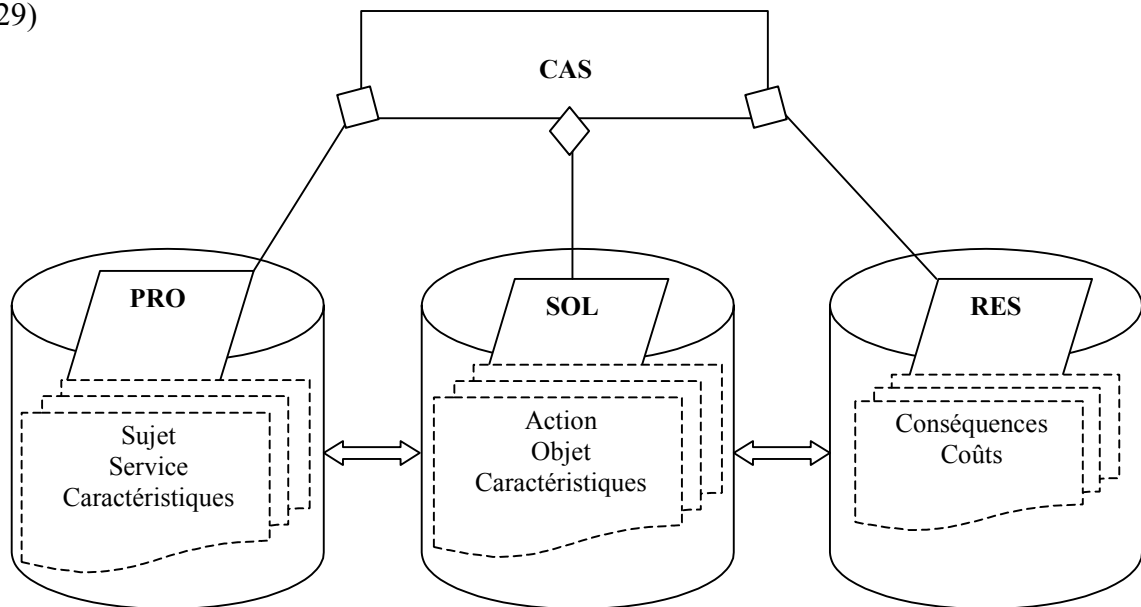 29)
CAS
PRO
SOL
RES
Sujet
Service
Caractéristiques
Action
Objet
Caractéristiques
Conséquences
Coûts